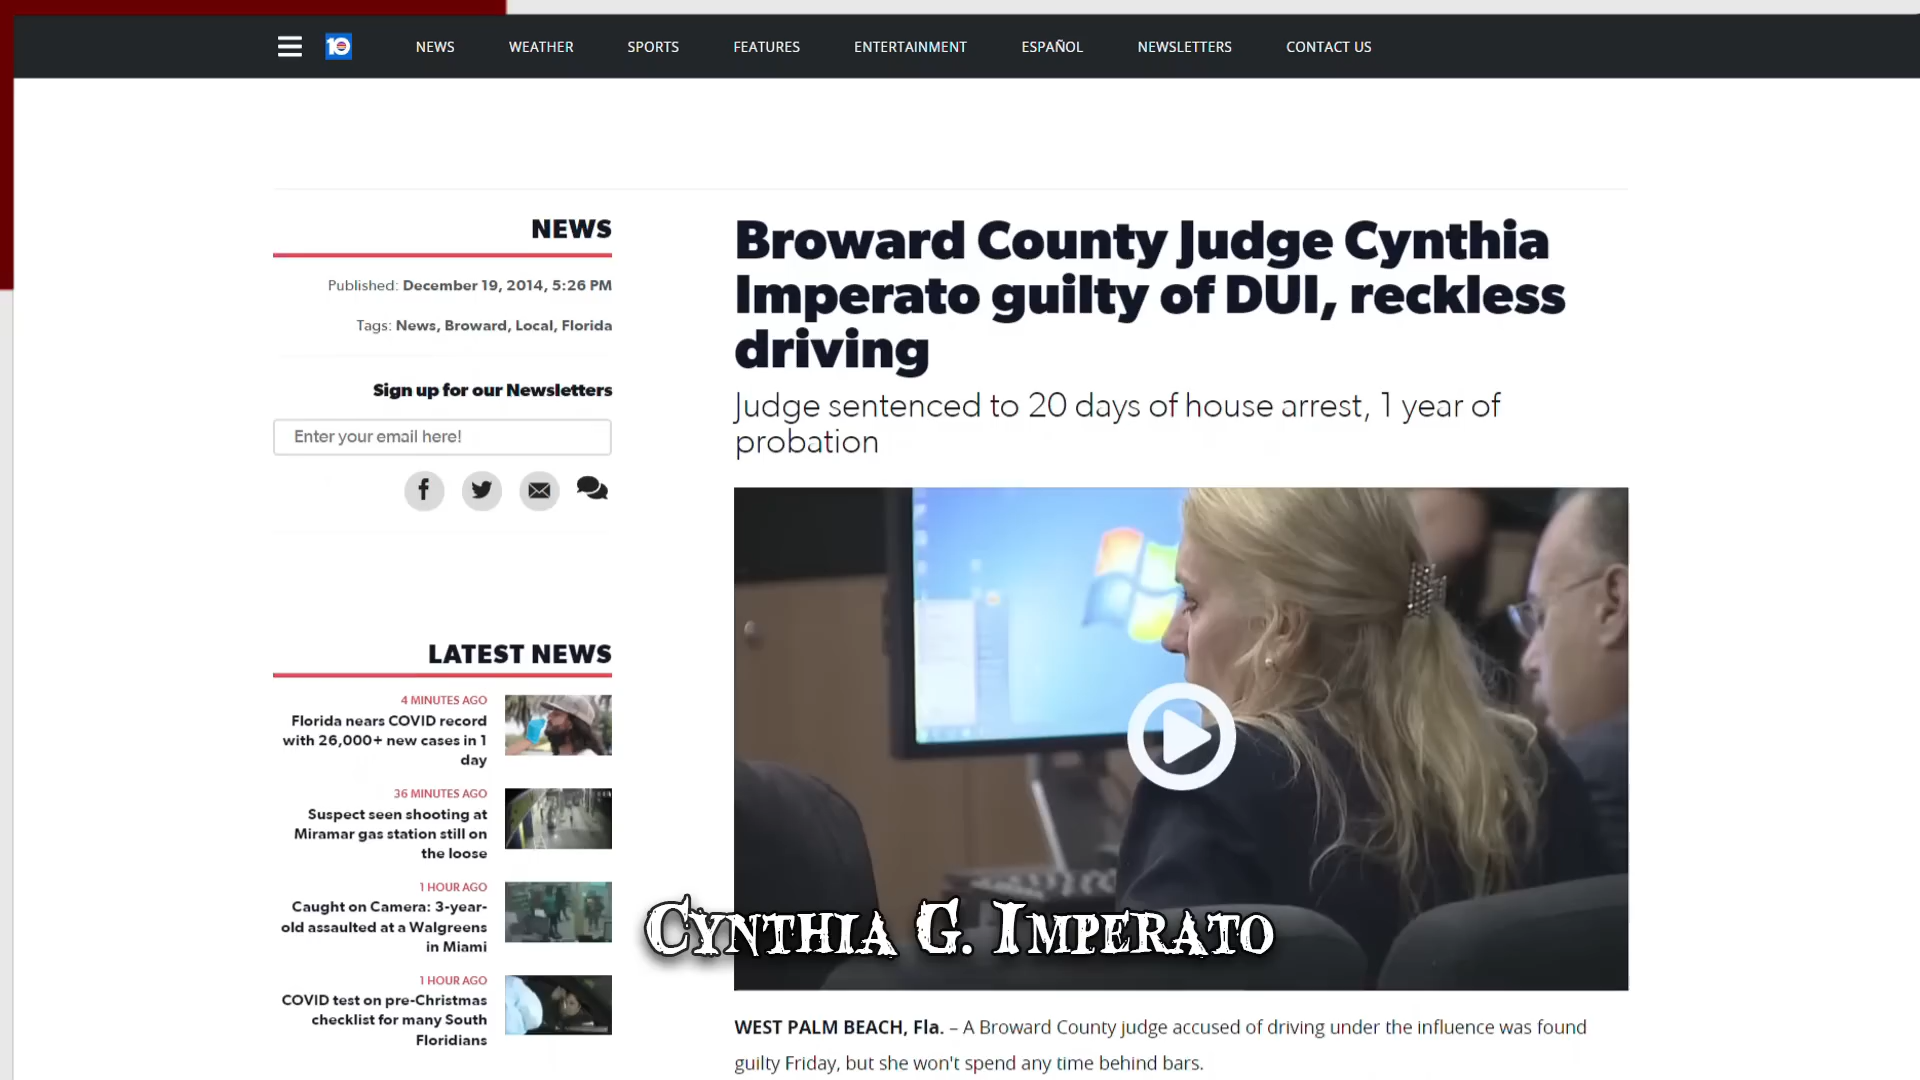 10
NEWS
WEATHER
SPORTS
FEATURES
ENTERTAINMENT
ESPAÑOL
NEWSLETTERS
CONTACT US
NEWS
Published: December 19, 2014, 5:26 PM
Tags: News, Broward, Local, Florida
Sign up for our Newsletters
Enter your email here!
LATEST NEWS
4 MINUTES AGO
Florida nears COVID record
with 26,000+ new cases in 1
day
36 MINUTES AGO
Suspect seen shooting at
Miramar gas station still on
the loose
1 HOUR AGO
Caught on Camera: 3-year-
old assaulted at a Walgreens
in Miami
1 HOUR AGO
COVID test on pre-Christmas
checklist for many South
Floridians
Broward County Judge Cynthia
Imperato guilty of DUI, reckless
driving
Judge sentenced to 20 days of house arrest, 1 year of
probation
Cynthia G. Imperato
WEST PALM BEACH, Fla. – A Broward County judge accused of driving under the influence was found
guilty Friday, but she won't spend any time behind bars.